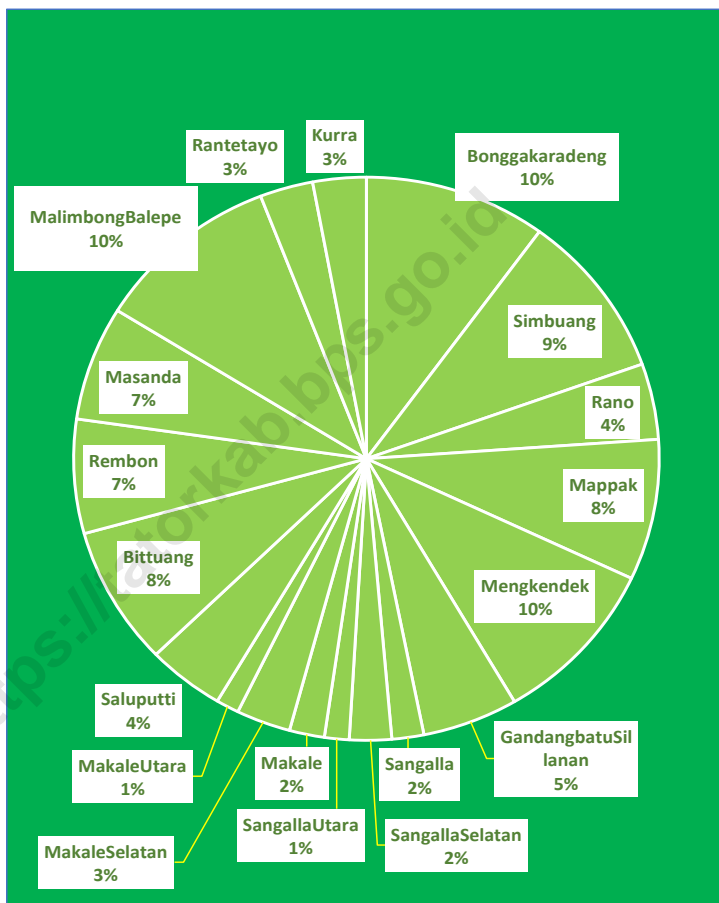 Kurra
3%
Bonggakaradeng
10%
Simbuang
9%
Rano
4%
Mappak
8%
Mengkendek
10%
GandangbatuSil
lanan
5%
Sangalla
2%
SangallaSelatan
2%
SangallaUtara
1%
Makale
2%
MakaleSelatan
3%
MakaleUtara
1%
Saluputti
4%
Bittuang
8%
Rembon
7%
Masanda
7%
MalimbongBalepe
10%
Rantetayo
3%
tps://tatorkab.bps.go.id